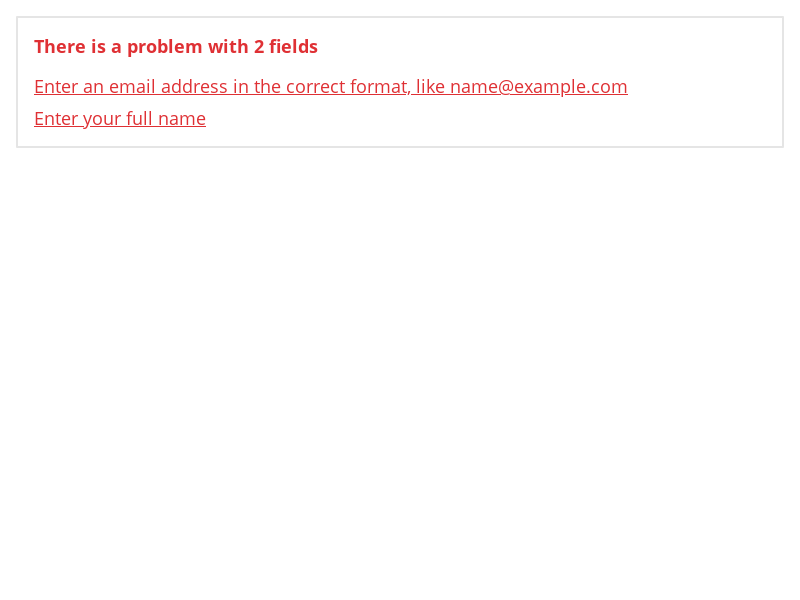 There is a problem with 2 fields
Enter an email address in the correct format, like name@example.com
Enter your full name